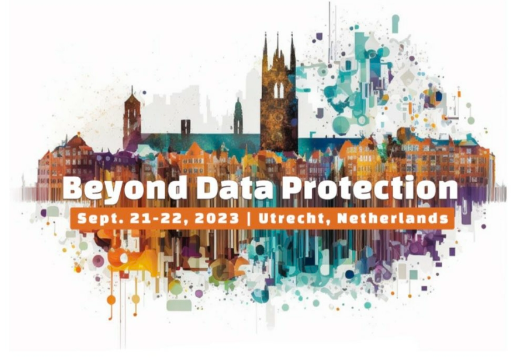 Beyond Data Protection
Sept. 21-22, 2023 | Utrecht, Netherlands